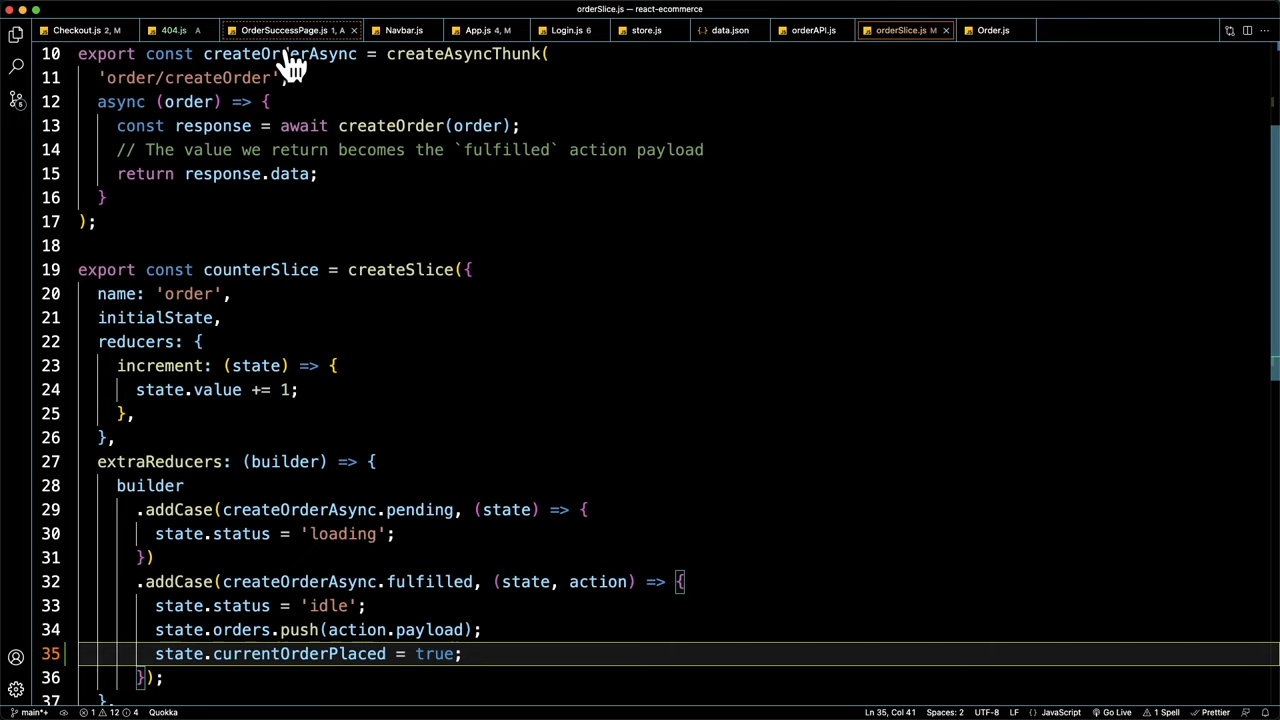 orderSlice.js — react-ecommerce
Checkout.js 2, M 404.js A OrderSuccessPage.js 1, A Navbar.js App.js 4, M Login.js 6 store.js data.json orderAPI.js orderSlice.js M Order.js
10 export const createOrderAsync = createAsyncThunk(
11 'order/createOrder',
12 async (order) => {
13 const response = await createOrder(order);
14 // The value we return becomes the `fulfilled` action payload
15 return response.data;
16 }
17 );
18
19 export const counterSlice = createSlice({
20 name: 'order',
21 initialState,
22 reducers: {
23 increment: (state) => {
24 state.value += 1;
25 },
26 },
27 extraReducers: (builder) => {
28 builder
29 .addCase(createOrderAsync.pending, (state) => {
30 state.status = 'loading';
31 })
32 .addCase(createOrderAsync.fulfilled, (state, action) => {
33 state.status = 'idle';
34 state.orders.push(action.payload);
35 state.currentOrderPlaced = true;
36 });
37 },
main*+ 1 12 4 Quokka Ln 35, Col 41 Spaces: 2 UTF-8 LF {} JavaScript Go Live 1 Spell Prettier